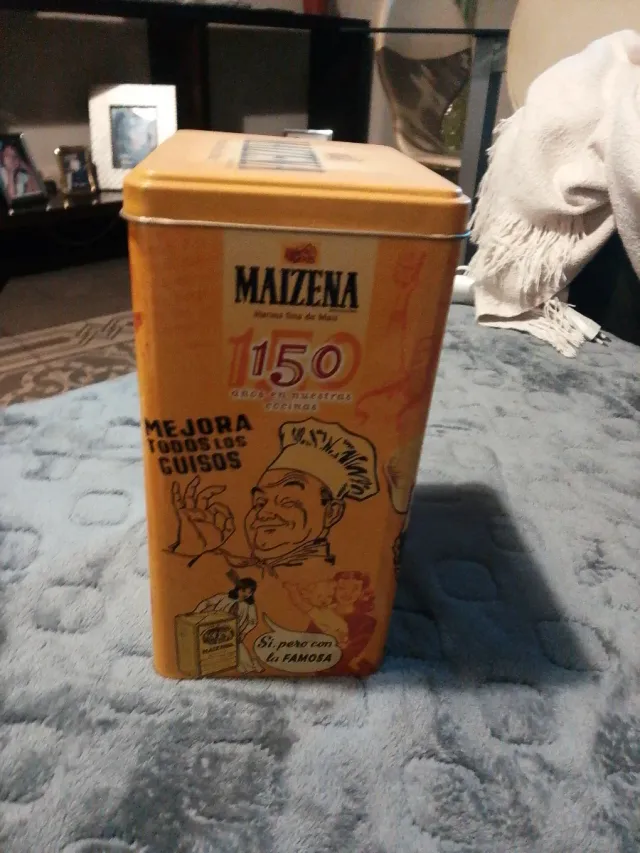 MAIZENA
Harina fina de Maíz
150
años en nuestras
cocinas
MEJORA
TODOS LOS
GUISOS
MAIZENA
Sí, pero con
la FAMOSA